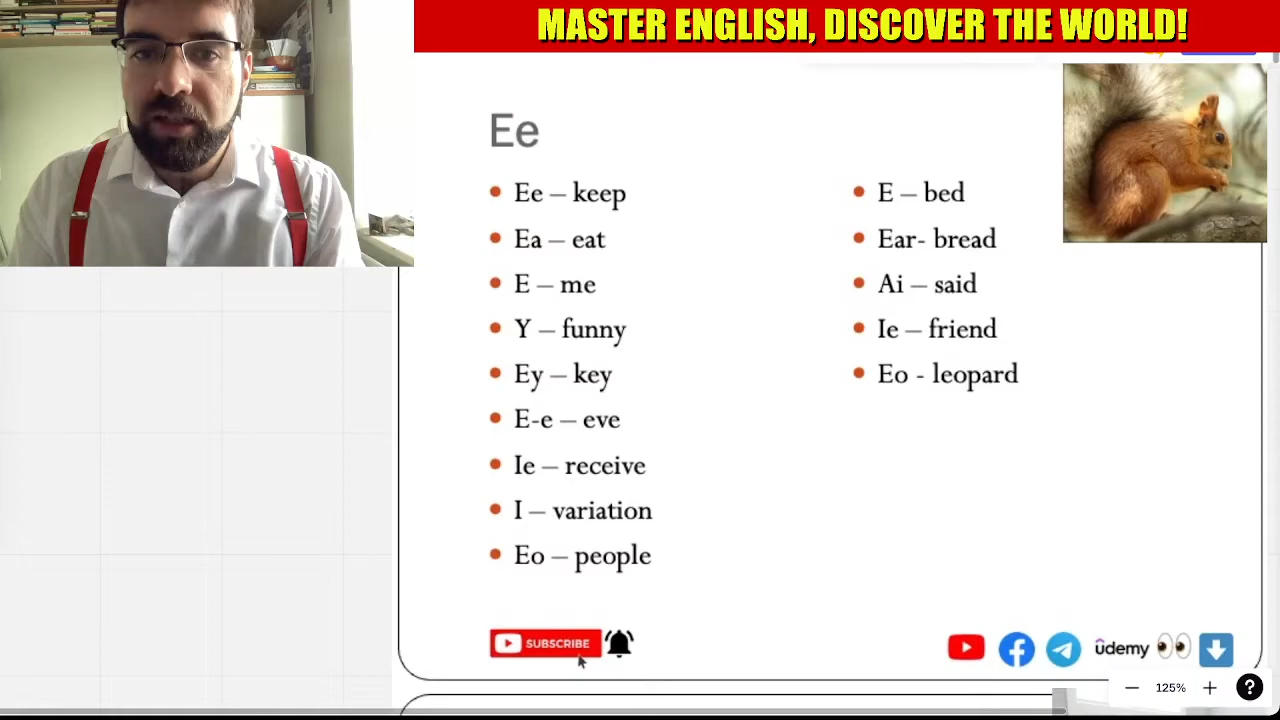 MASTER ENGLISH, DISCOVER THE WORLD!
Ee
Ee – keep
Ea – eat
E – me
Y – funny
Ey – key
E-e – eve
Ie – receive
I – variation
Eo – people
E – bed
Ear- bread
Ai – said
Ie – friend
Eo - leopard
SUBSCRIBE
ûdemy
125%
?